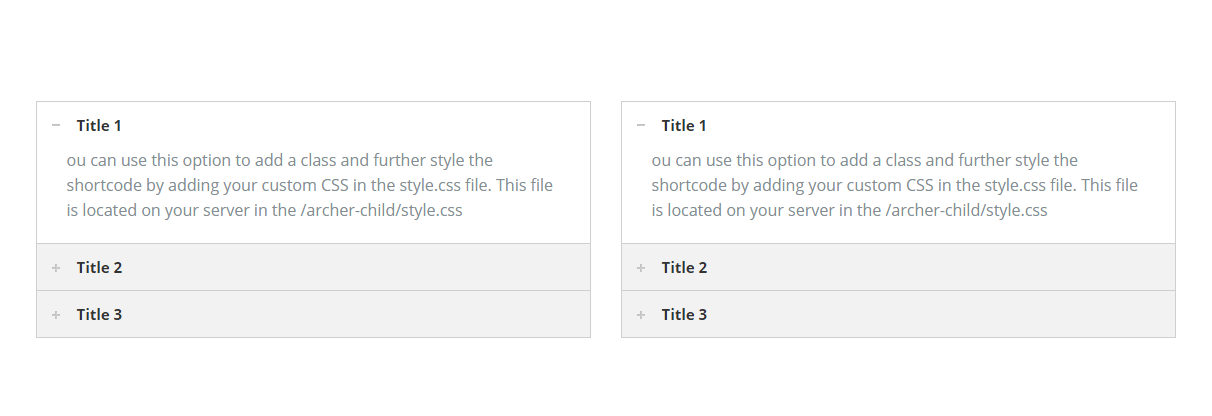 Title 1
ou can use this option to add a class and further style the
shortcode by adding your custom CSS in the style.css file. This file
is located on your server in the /archer-child/style.css
Title 2
Title 3
Title 1
ou can use this option to add a class and further style the
shortcode by adding your custom CSS in the style.css file. This file
is located on your server in the /archer-child/style.css
Title 2
Title 3